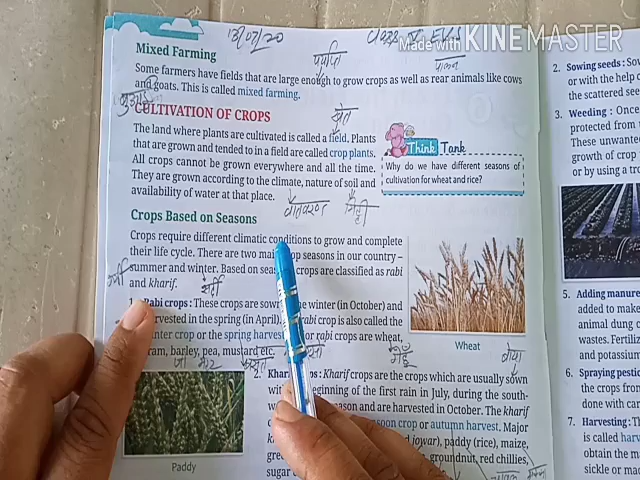 13/07/20 Class IV EVS
Made with KINEMASTER
Mixed Farming
पर्याप्त
पालन
Some farmers have fields that are large enough to grow crops as well as rear animals like cows
and goats. This is called mixed farming.
CULTIVATION OF CROPS
खेत
The land where plants are cultivated is called a field. Plants
that are grown and tended to in a field are called crop plants.
All crops cannot be grown everywhere and all the time.
They are grown according to the climate, nature of soil and
availability of water at that place.
वातावरण
मिट्टी
Think Tank
Why do we have different seasons of
cultivation for wheat and rice?
Crops Based on Seasons
Crops require different climatic conditions to grow and complete
their life cycle. There are two main crop seasons in our country –
summer and winter. Based on seasons, crops are classified as rabi
and kharif.
गर्मी
सर्दी
1. Rabi crops: These crops are sown in the winter (in October) and
harvested in the spring (in April). A rabi crop is also called the
winter crop or the spring harvest. Major rabi crops are wheat,
gram, barley, pea, mustard etc.
जौ मटर
गेहूँ
Wheat
बोया
2. Kharif crops: Kharif crops are the crops which are usually sown
with the beginning of the first rain in July, during the south-
season and are harvested in October. The kharif
monsoon crop or autumn harvest. Major
jowar), paddy (rice), maize,
groundnut, red chillies,
sugar
Paddy
2. Sowing seeds: Sow
or with the help o
the scattered see
3. Weeding: Once
protected from
These unwante
growth of crop
or by using a tro
5. Adding manure
added to make
animal dung o
wastes. Fertiliz
and potassium
6. Spraying pestic
the crops from
done with car
7. Harvesting: Th
is called harv
obtain the m
sickle or mac